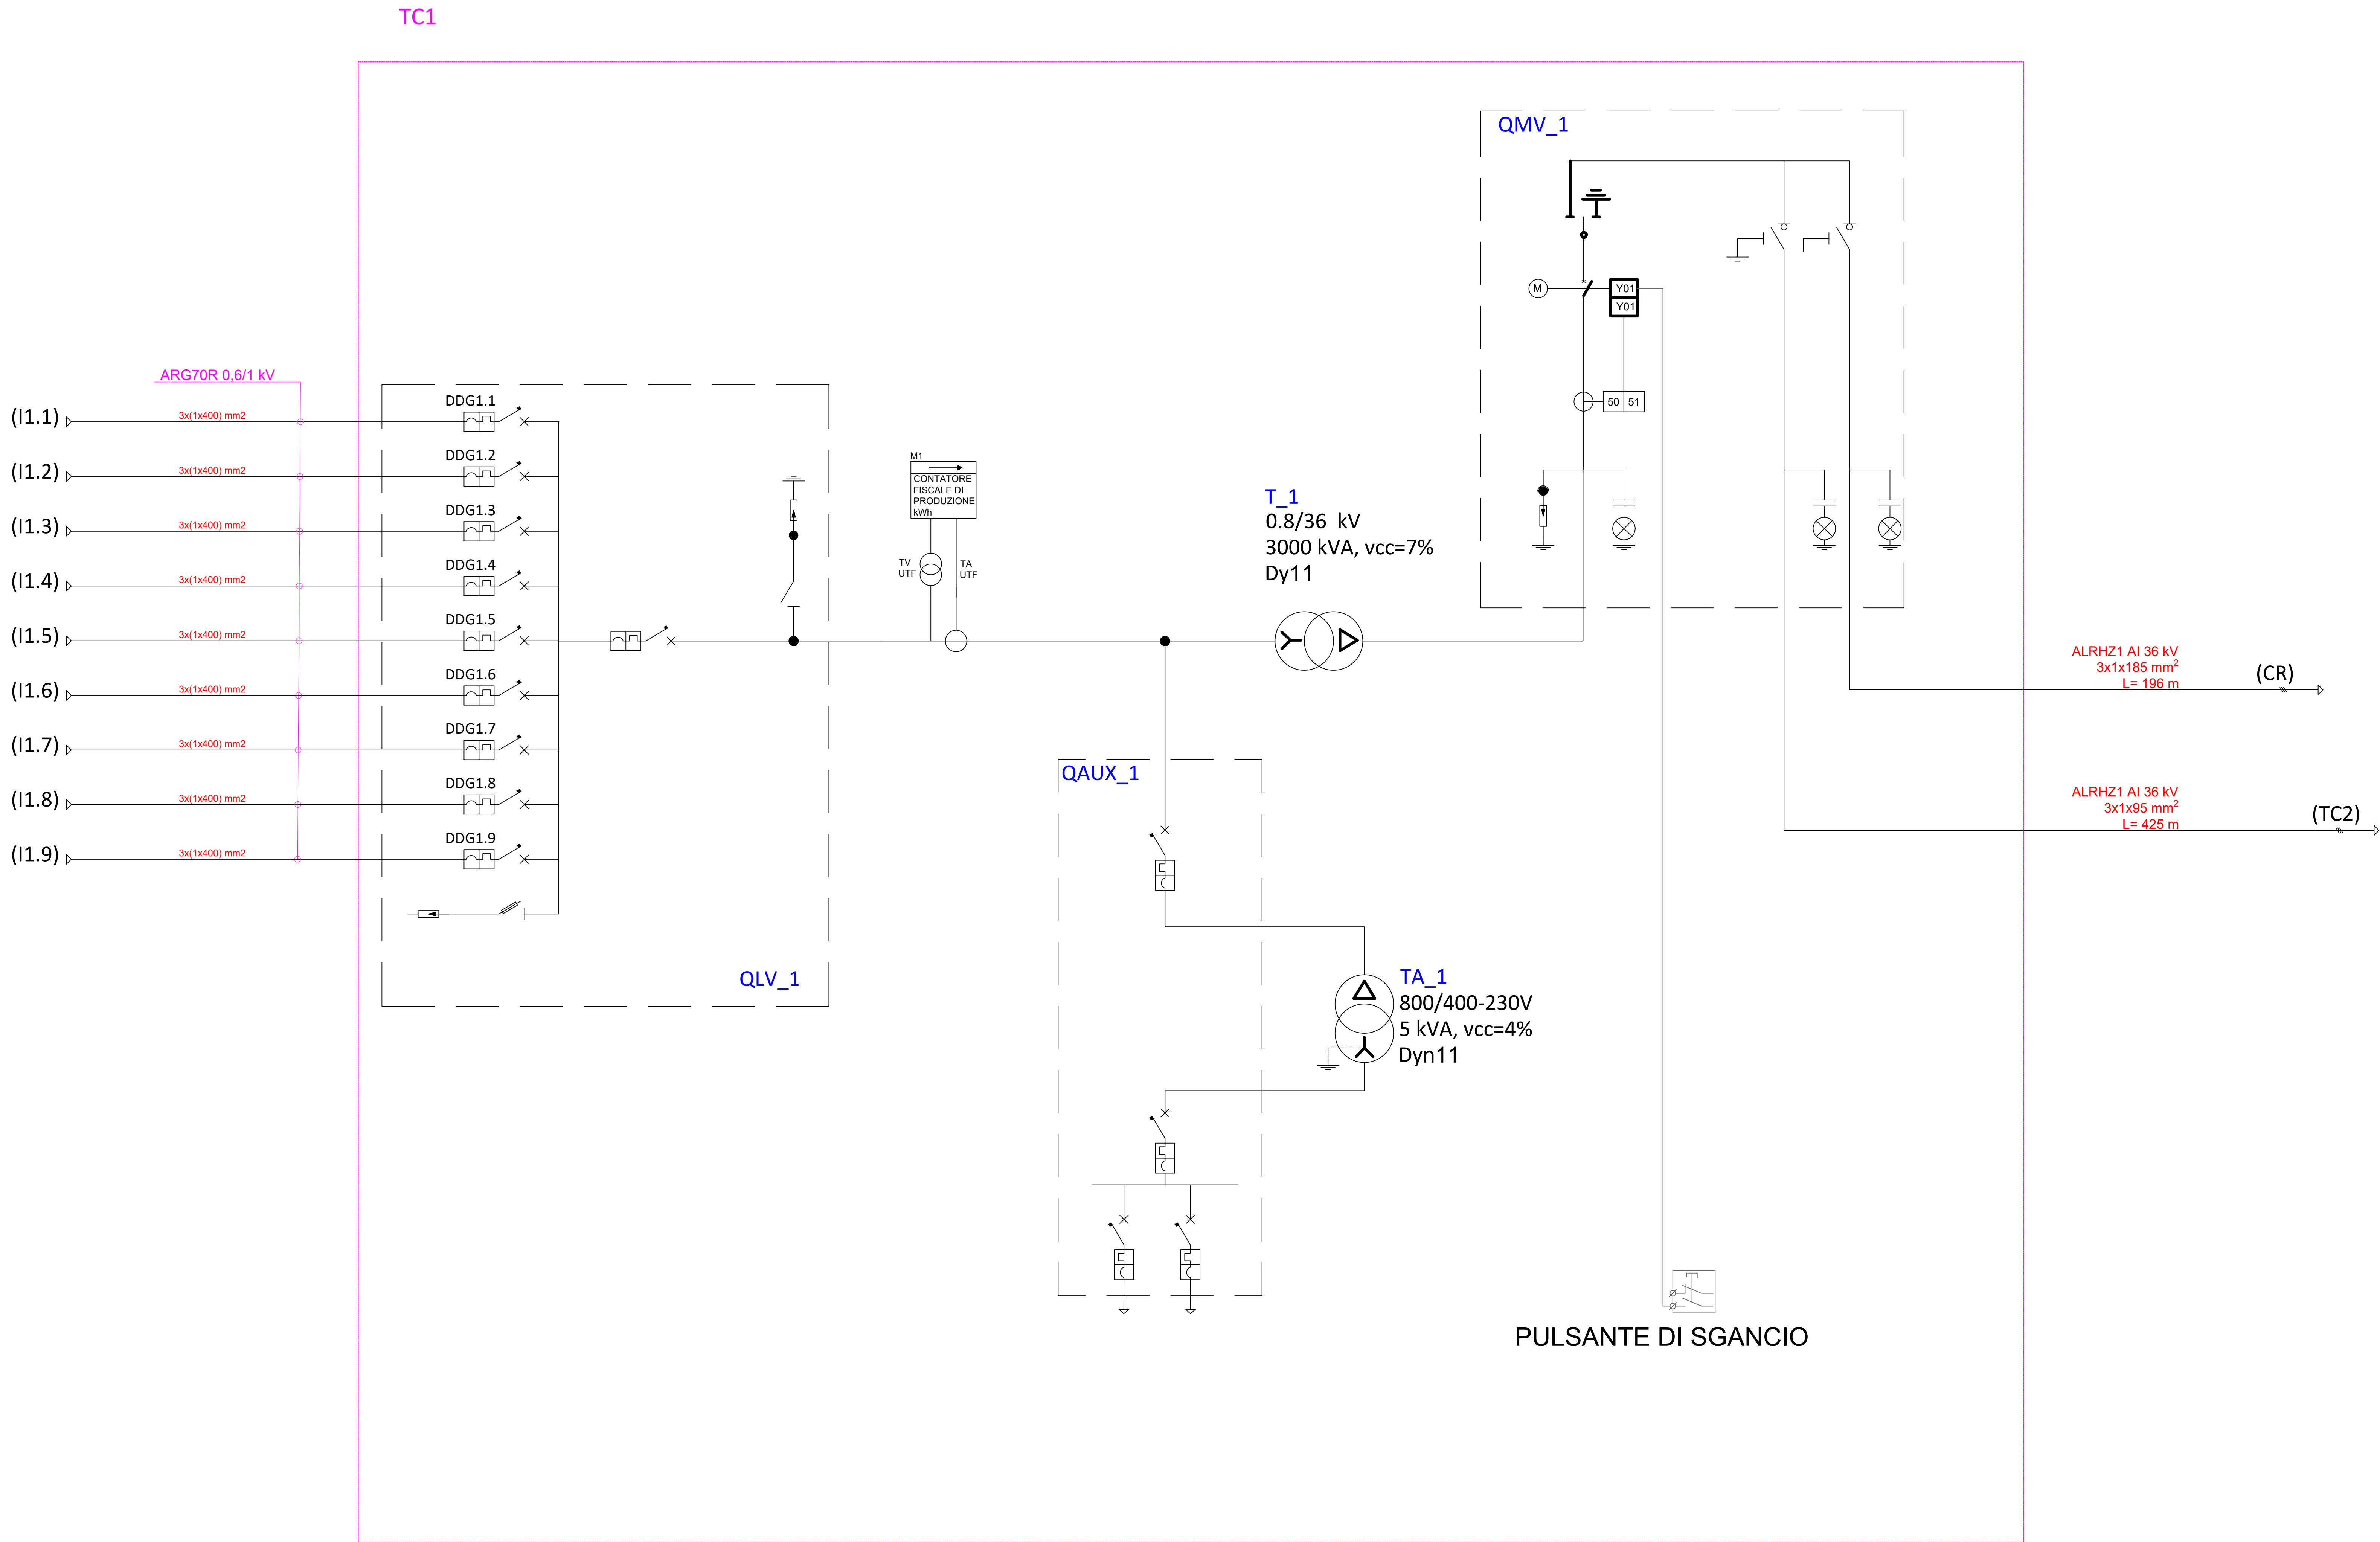 TC1
QMV_1
M
Y01
Y01
50 51
ARG70R 0,6/1 kV
(I1.1)
3x(1x400) mm2
DDG1.1
(I1.2)
3x(1x400) mm2
DDG1.2
(I1.3)
3x(1x400) mm2
DDG1.3
(I1.4)
3x(1x400) mm2
DDG1.4
(I1.5)
3x(1x400) mm2
DDG1.5
(I1.6)
3x(1x400) mm2
DDG1.6
(I1.7)
3x(1x400) mm2
DDG1.7
(I1.8)
3x(1x400) mm2
DDG1.8
(I1.9)
3x(1x400) mm2
DDG1.9
QLV_1
M1
CONTATORE
FISCALE DI
PRODUZIONE
kWh
TV
UTF
TA
UTF
T_1
0.8/36 kV
3000 kVA, vcc=7%
Dy11
ALRHZ1 Al 36 kV
3x1x185 mm²
L= 196 m
(CR)
ALRHZ1 Al 36 kV
3x1x95 mm²
L= 425 m
(TC2)
QAUX_1
TA_1
800/400-230V
5 kVA, vcc=4%
Dyn11
PULSANTE DI SGANCIO